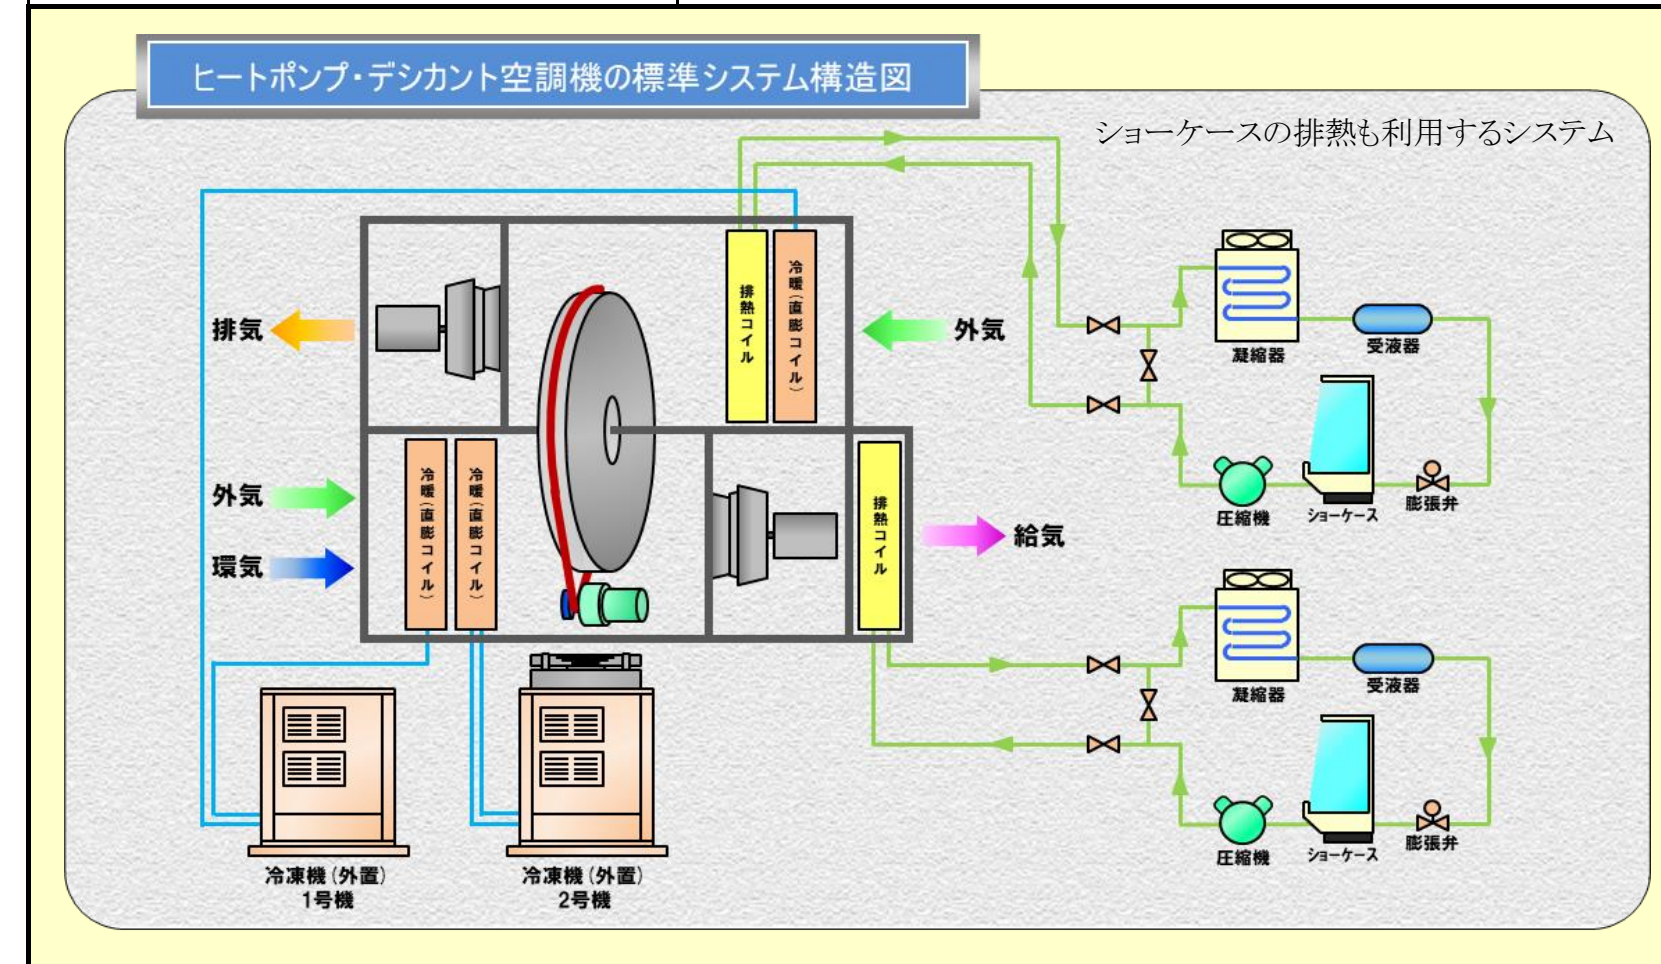 ヒートポンプ・デシカント空調機の標準システム構造図
ショーケースの排熱も利用するシステム
排熱コイル
冷暖(直膨コイル)
排気
外気
凝縮器
受液器
外気
環気
冷暖(直膨コイル)
冷暖(直膨コイル)
排熱コイル
給気
圧縮機
ショーケース
膨張弁
凝縮器
受液器
圧縮機
ショーケース
膨張弁
冷凍機(外置)
1号機
冷凍機(外置)
2号機